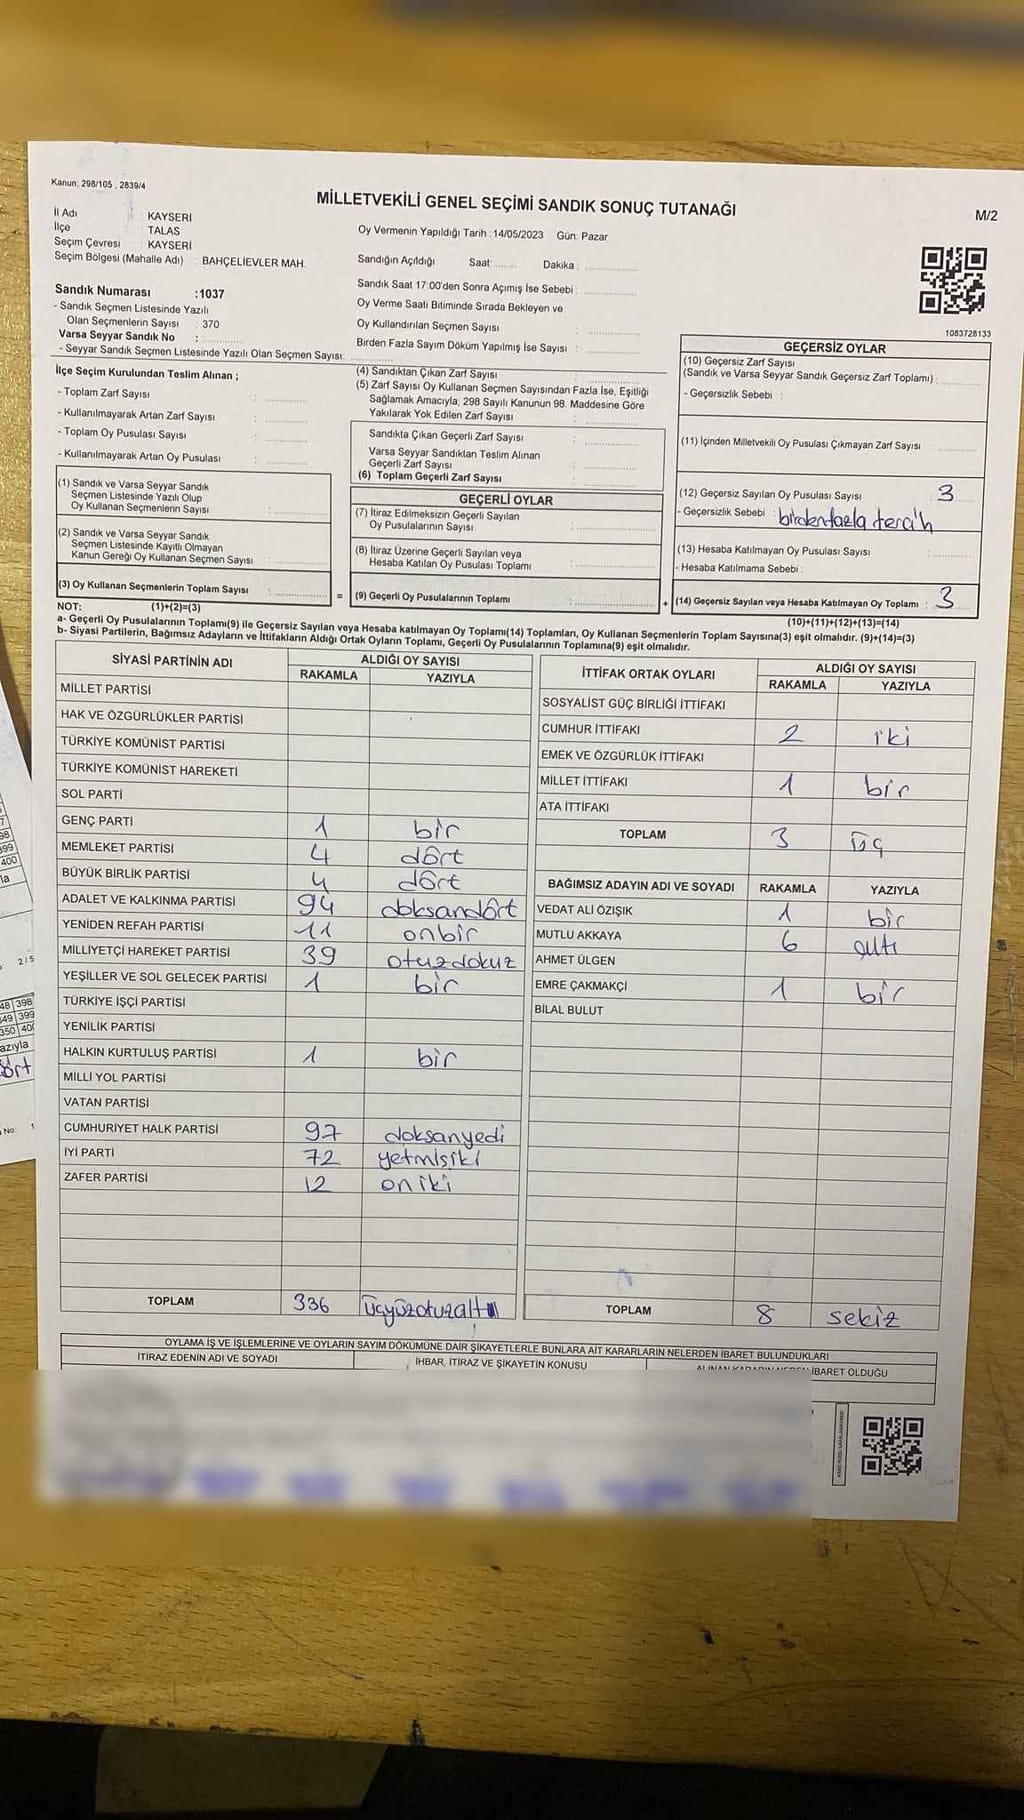 Kanun; 298/105 , 2839/4
MİLLETVEKİLİ GENEL SEÇİMİ SANDIK SONUÇ TUTANAĞI
M/2
İl Adı : KAYSERİ
İlçe : TALAS
Seçim Çevresi : KAYSERİ
Seçim Bölgesi (Mahalle Adı) : BAHÇELİEVLER MAH.
Sandık Numarası :1037
- Sandık Seçmen Listesinde Yazılı
Olan Seçmenlerin Sayısı : 370
Varsa Seyyar Sandık No :
- Seyyar Sandık Seçmen Listesinde Yazılı Olan Seçmen Sayısı:
Oy Vermenin Yapıldığı Tarih :14/05/2023 Gün: Pazar
Sandığın Açıldığı Saat: Dakika :
Sandık Saat 17:00'den Sonra Açımış İse Sebebi :
Oy Verme Saati Bitiminde Sırada Bekleyen ve
Oy Kullandırılan Seçmen Sayısı :
Birden Fazla Sayım Döküm Yapılmış İse Sayısı :
1083728133
İlçe Seçim Kurulundan Teslim Alınan ;
- Toplam Zarf Sayısı :
- Kullanılmayarak Artan Zarf Sayısı :
- Toplam Oy Pusulası Sayısı :
- Kullanılmayarak Artan Oy Pusulası :
(4) Sandıktan Çıkan Zarf Sayısı :
(5) Zarf Sayısı Oy Kullanan Seçmen Sayısından Fazla İse, Eşitliği
Sağlamak Amacıyla; 298 Sayılı Kanunun 98. Maddesine Göre
Yakılarak Yok Edilen Zarf Sayısı :
Sandıkta Çıkan Geçerli Zarf Sayısı :
Varsa Seyyar Sandıktan Teslim Alınan
Geçerli Zarf Sayısı :
(6) Toplam Geçerli Zarf Sayısı :
GEÇERSİZ OYLAR
(10) Geçersiz Zarf Sayısı
(Sandık ve Varsa Seyyar Sandık Geçersiz Zarf Toplamı) :
- Geçersizlik Sebebi :
(11) İçinden Milletvekili Oy Pusulası Çıkmayan Zarf Sayısı :
(12) Geçersiz Sayılan Oy Pusulası Sayısı : 3
- Geçersizlik Sebebi : birdenfazla tercih
(13) Hesaba Katılmayan Oy Pusulası Sayısı :
- Hesaba Katılmama Sebebi :
(14) Geçersiz Sayılan veya Hesaba Katılmayan Oy Toplamı : 3
(10)+(11)+(12)+(13)=(14)
(1) Sandık ve Varsa Seyyar Sandık
Seçmen Listesinde Yazılı Olup
Oy Kullanan Seçmenlerin Sayısı :
(2) Sandık ve Varsa Seyyar Sandık
Seçmen Listesinde Kayıtlı Olmayan
Kanun Gereği Oy Kullanan Seçmen Sayısı :
(3) Oy Kullanan Seçmenlerin Toplam Sayısı : =
(1)+(2)=(3)
GEÇERLİ OYLAR
(7) İtiraz Edilmeksizin Geçerli Sayılan
Oy Pusulalarının Sayısı :
(8) İtiraz Üzerine Geçerli Sayılan veya
Hesaba Katılan Oy Pusulası Toplamı :
(9) Geçerli Oy Pusulalarının Toplamı : +
NOT:
a- Geçerli Oy Pusulalarının Toplamı(9) ile Geçersiz Sayılan veya Hesaba katılmayan Oy Toplamı(14) Toplamları, Oy Kullanan Seçmenlerin Toplam Sayısına(3) eşit olmalıdır. (9)+(14)=(3)
b- Siyasi Partilerin, Bağımsız Adayların ve İttifakların Aldığı Ortak Oyların Toplamı, Geçerli Oy Pusulalarının Toplamına(9) eşit olmalıdır.
SİYASİ PARTİNİN ADI ALDIĞI OY SAYISI
RAKAMLA YAZIYLA
MİLLET PARTİSİ
HAK VE ÖZGÜRLÜKLER PARTİSİ
TÜRKİYE KOMÜNİST PARTİSİ
TÜRKİYE KOMÜNİST HAREKETİ
SOL PARTİ
GENÇ PARTİ 1 bir
MEMLEKET PARTİSİ 4 dört
BÜYÜK BİRLİK PARTİSİ 4 dört
ADALET VE KALKINMA PARTİSİ 94 doksandört
YENİDEN REFAH PARTİSİ 11 onbir
MİLLİYETÇİ HAREKET PARTİSİ 39 otuzdokuz
YEŞİLLER VE SOL GELECEK PARTİSİ 1 bir
TÜRKİYE İŞÇİ PARTİSİ
YENİLİK PARTİSİ
HALKIN KURTULUŞ PARTİSİ 1 bir
MİLLİ YOL PARTİSİ
VATAN PARTİSİ
CUMHURİYET HALK PARTİSİ 97 doksanyedi
İYİ PARTİ 72 yetmişiki
ZAFER PARTİSİ 12 oniki
TOPLAM 336 üçyüzotuzaltı
İTTİFAK ORTAK OYLARI ALDIĞI OY SAYISI
RAKAMLA YAZIYLA
SOSYALİST GÜÇ BİRLİĞİ İTTİFAKI
CUMHUR İTTİFAKI 2 iki
EMEK VE ÖZGÜRLÜK İTTİFAKI
MİLLET İTTİFAKI 1 bir
ATA İTTİFAKI
TOPLAM 3 üç
BAĞIMSIZ ADAYIN ADI VE SOYADI RAKAMLA YAZIYLA
VEDAT ALİ ÖZIŞIK 1 bir
MUTLU AKKAYA 6 altı
AHMET ÜLGEN
EMRE ÇAKMAKÇİ 1 bir
BİLAL BULUT
TOPLAM 8 sekiz
OYLAMA İŞ VE İŞLEMLERİNE VE OYLARIN SAYIM DÖKÜMÜNE DAİR ŞİKAYETLERLE BUNLARA AİT KARARLARIN NELERDEN İBARET BULUNDUKLARI
İTİRAZ EDENİN ADI VE SOYADI İHBAR, İTİRAZ VE ŞİKAYETİN KONUSU İBARET OLDUĞU